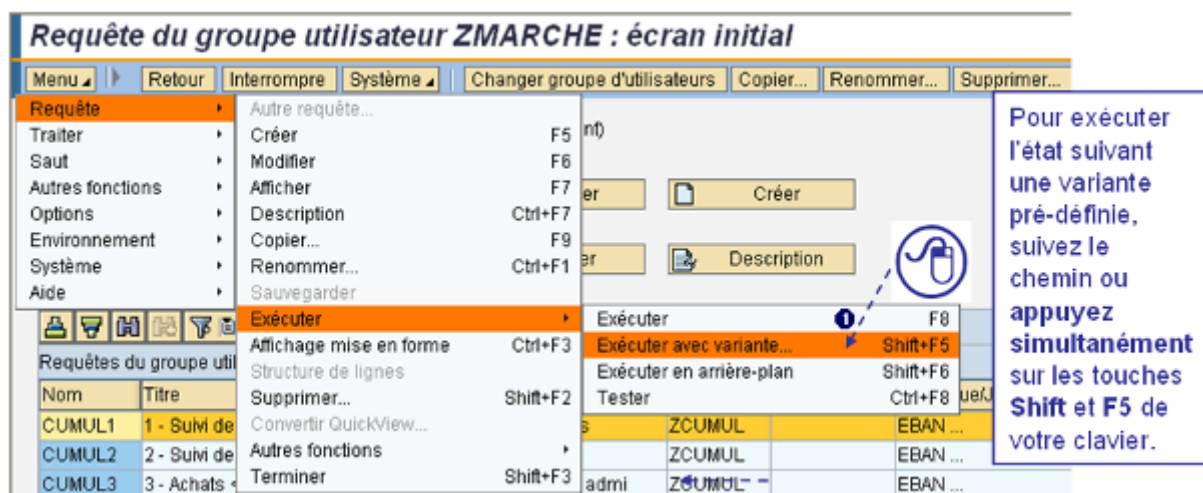 Requête du groupe utilisateur ZMARCHE : écran initial
Menu Retour Interrompre Système Changer groupe d'utilisateurs Copier... Renommer... Supprimer...
Requête
Traiter
Saut
Autres fonctions
Options
Environnement
Système
Aide
Autre requête...
Créer F5
Modifier F6
Afficher F7
Description Ctrl+F7
Copier... F9
Renommer... Ctrl+F1
Sauvegarder
Exécuter
Affichage mise en forme Ctrl+F3
Structure de lignes
Supprimer... Shift+F2
Convertir QuickView...
Autres fonctions
Terminer Shift+F3
nt)
er Créer
er Description
Exécuter 1 F8
Exécuter avec variante... Shift+F5
Exécuter en arrière-plan Shift+F6
Tester Ctrl+F8
Pour exécuter
l'état suivant
une variante
pré-définie,
suivez le
chemin ou
appuyez
simultanément
sur les touches
Shift et F5 de
votre clavier.
Requêtes du groupe util
Nom Titre ue/J
CUMUL1 1 - Suivi de s ZCUMUL EBAN ...
CUMUL2 2 - Suivi de ZCUMUL EBAN ...
CUMUL3 3 - Achats < admi ZCUMUL EBAN ...